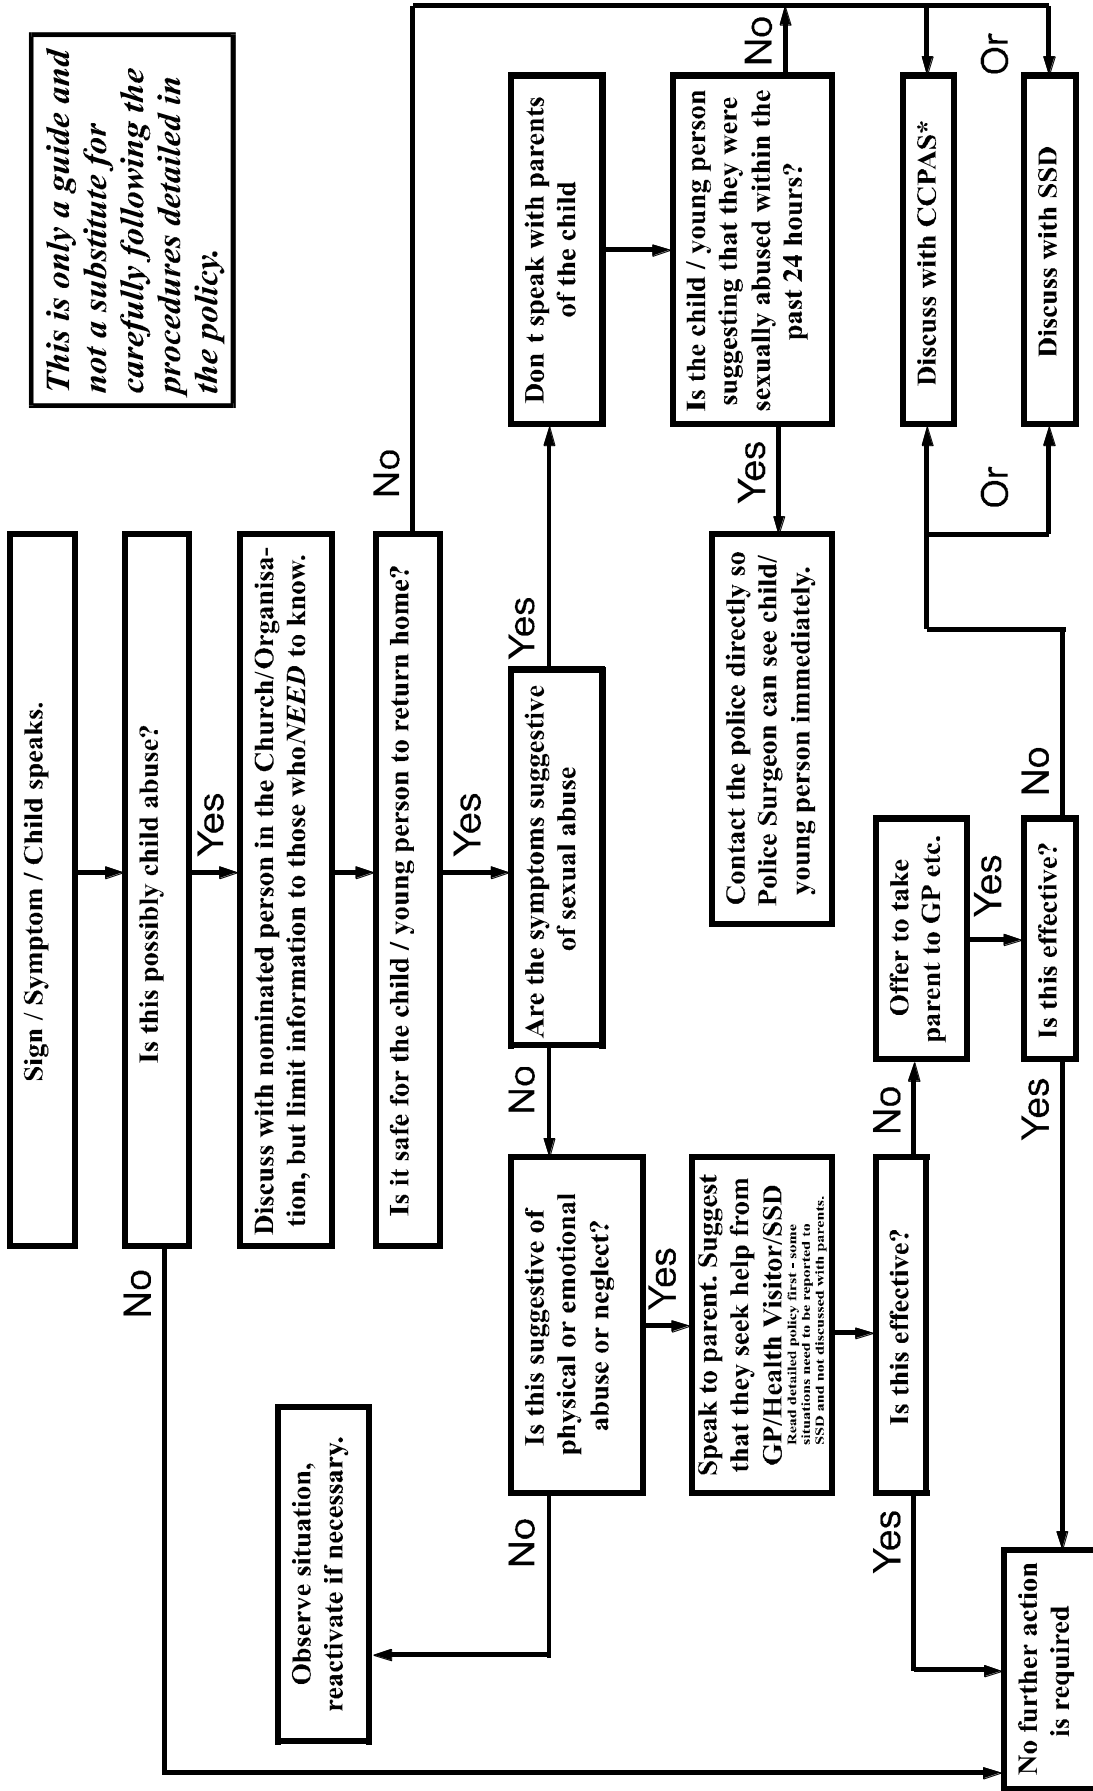 This is only a guide and
not a substitute for
carefully following the
procedures detailed in
the policy.
Sign / Symptom / Child speaks.
Is this possibly child abuse?
No
Yes
Discuss with nominated person in the Church/Organisa-
tion, but limit information to those whoNEED to know.
Is it safe for the child / young person to return home?
No
Yes
Observe situation,
reactivate if necessary.
Are the symptoms suggestive
of sexual abuse
No
Yes
Is this suggestive of
physical or emotional
abuse or neglect?
No
Yes
Don t speak with parents
of the child
Speak to parent. Suggest
that they seek help from
GP/Health Visitor/SSD
Read detailed policy first - some
situations need to be reported to
SSD and not discussed with parents.
Is the child / young person
suggesting that they were
sexually abused within the
past 24 hours?
Yes
No
Contact the police directly so
Police Surgeon can see child/
young person immediately.
Is this effective?
Yes
No
Offer to take
parent to GP etc.
Yes
Is this effective?
Yes
No
Discuss with CCPAS*
Or
Or
Discuss with SSD
No further action
is required